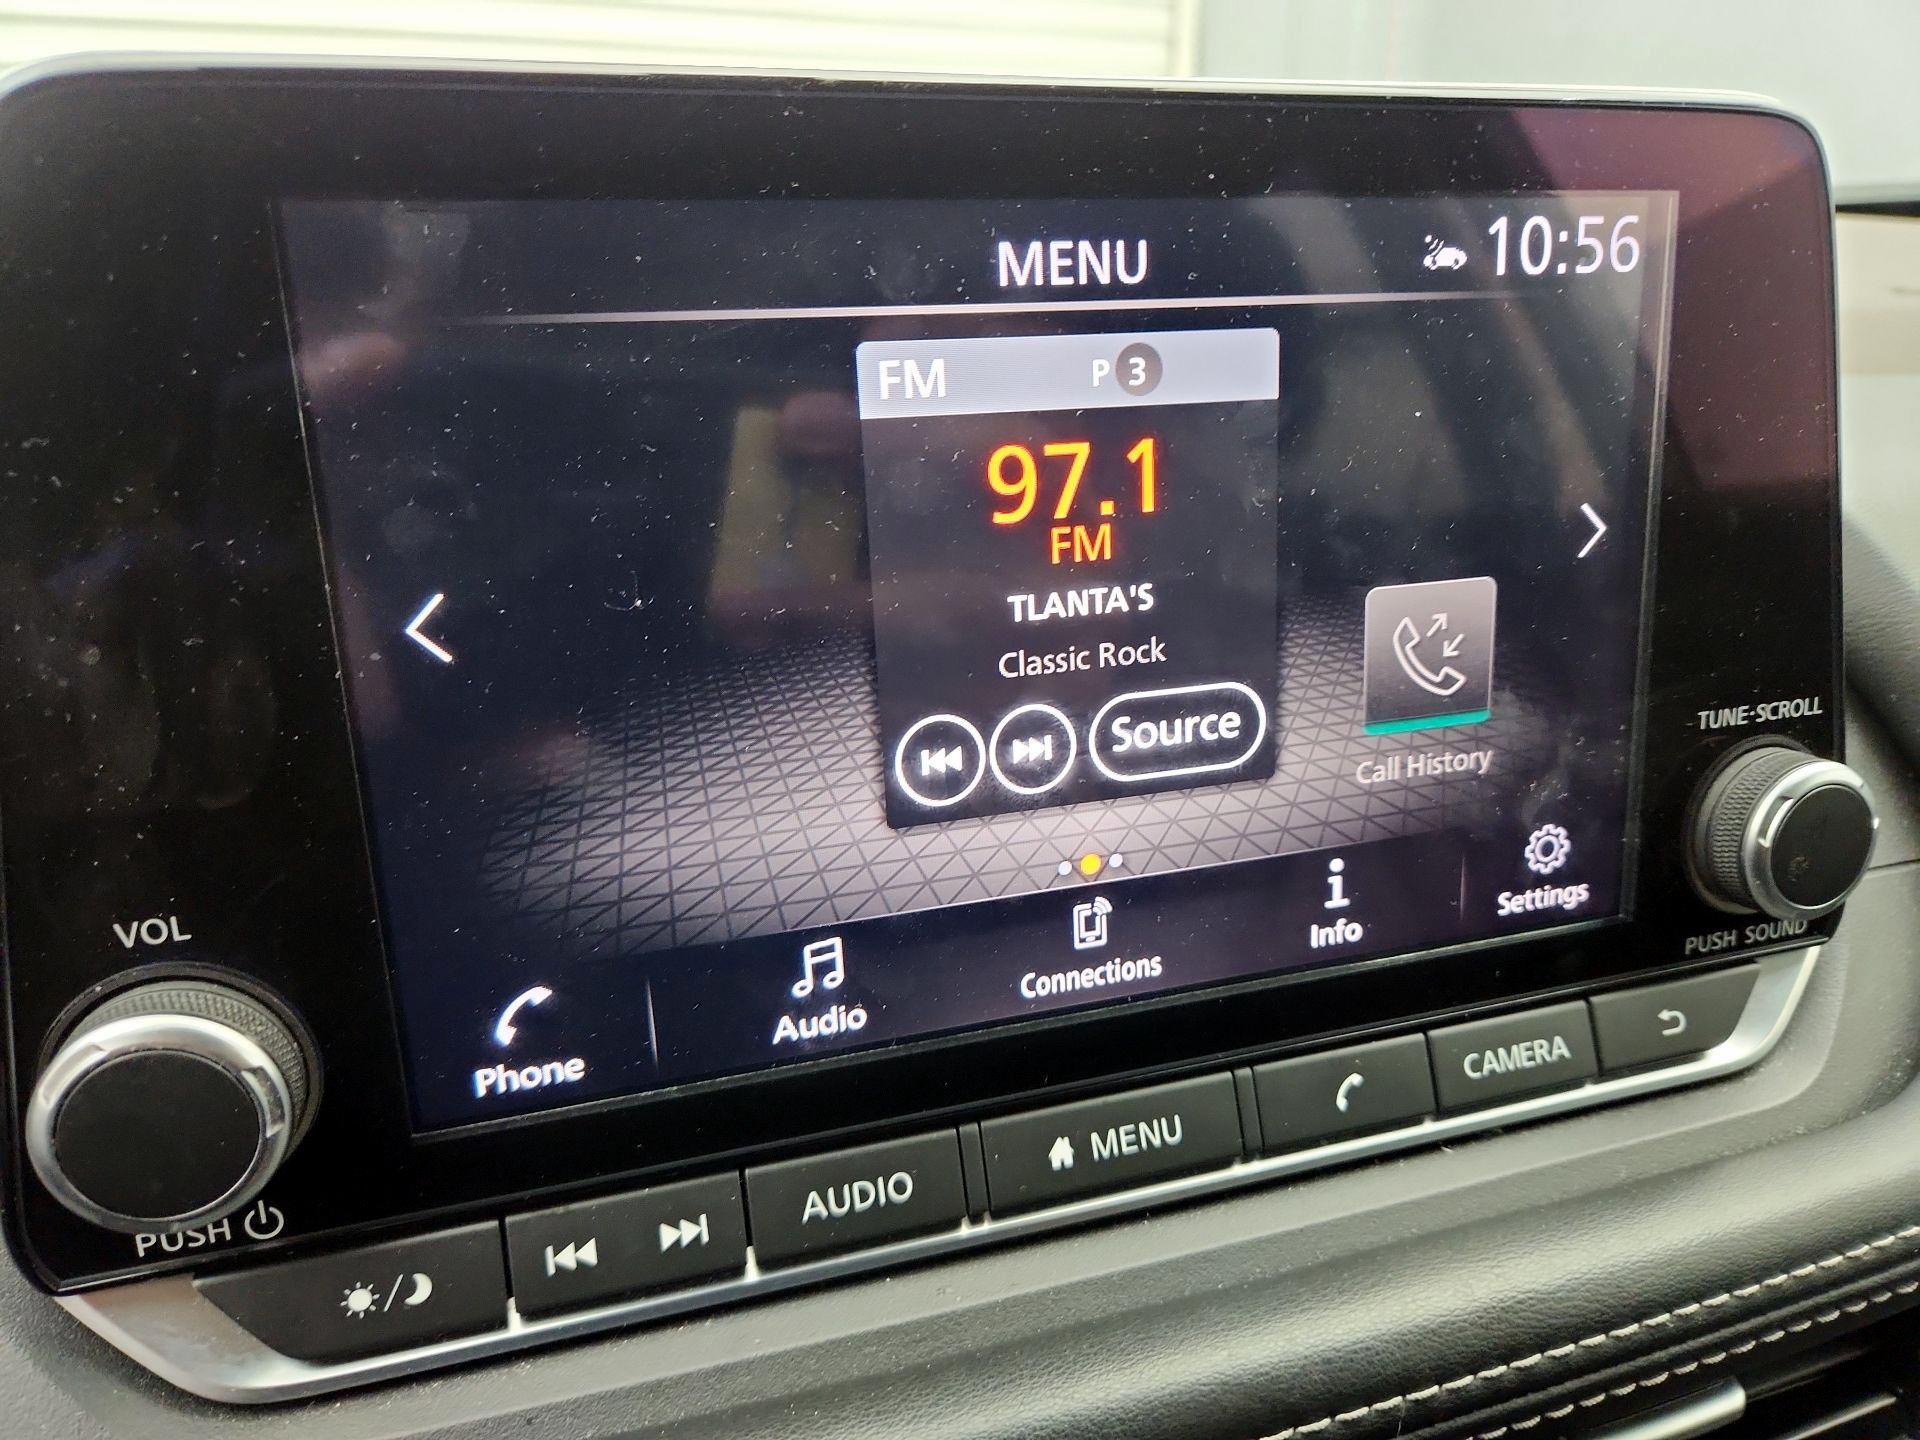 MENU
10:56
FM P 3
97.1
FM
TLANTA'S
Classic Rock
Source
Call History
TUNE·SCROLL
PUSH SOUND
Settings
Info
Connections
Audio
Phone
VOL
PUSH
AUDIO
MENU
CAMERA